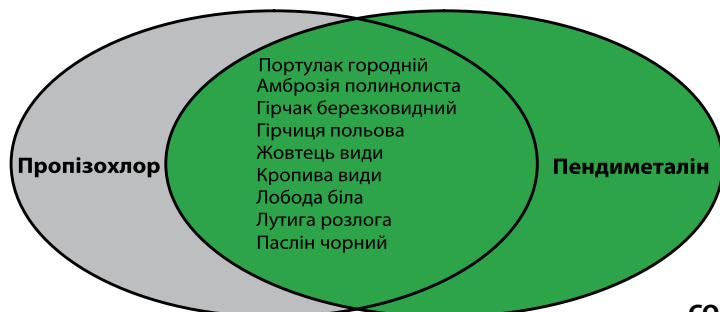 Портулак городній
Амброзія полинолиста
Гірчак березковидний
Гірчиця польова
Жовтець види
Кропива види
Лобода біла
Лутига розлога
Паслін чорний
Пропізохлор
Пендиметалін